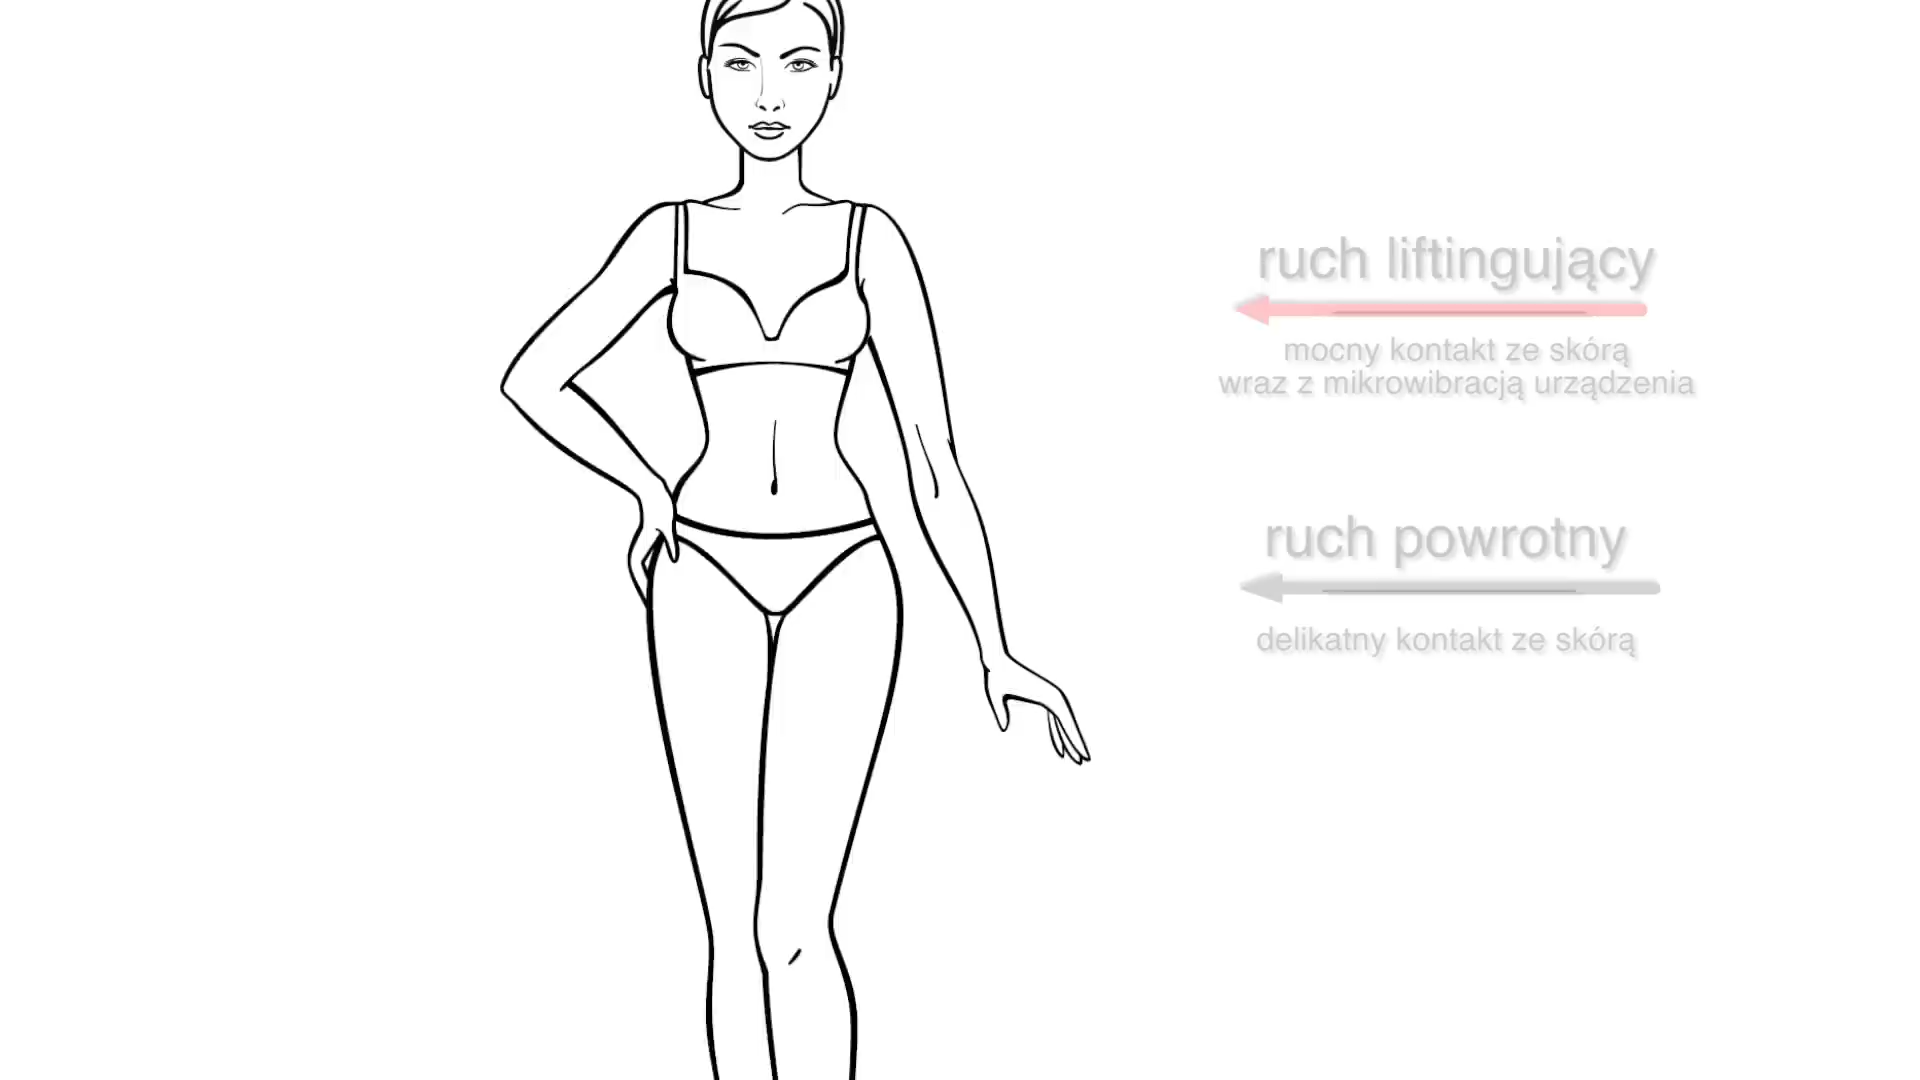 ruch liftingujący
mocny kontakt ze skórą
wraz z mikrowibracją urządzenia
ruch powrotny
delikatny kontakt ze skórą